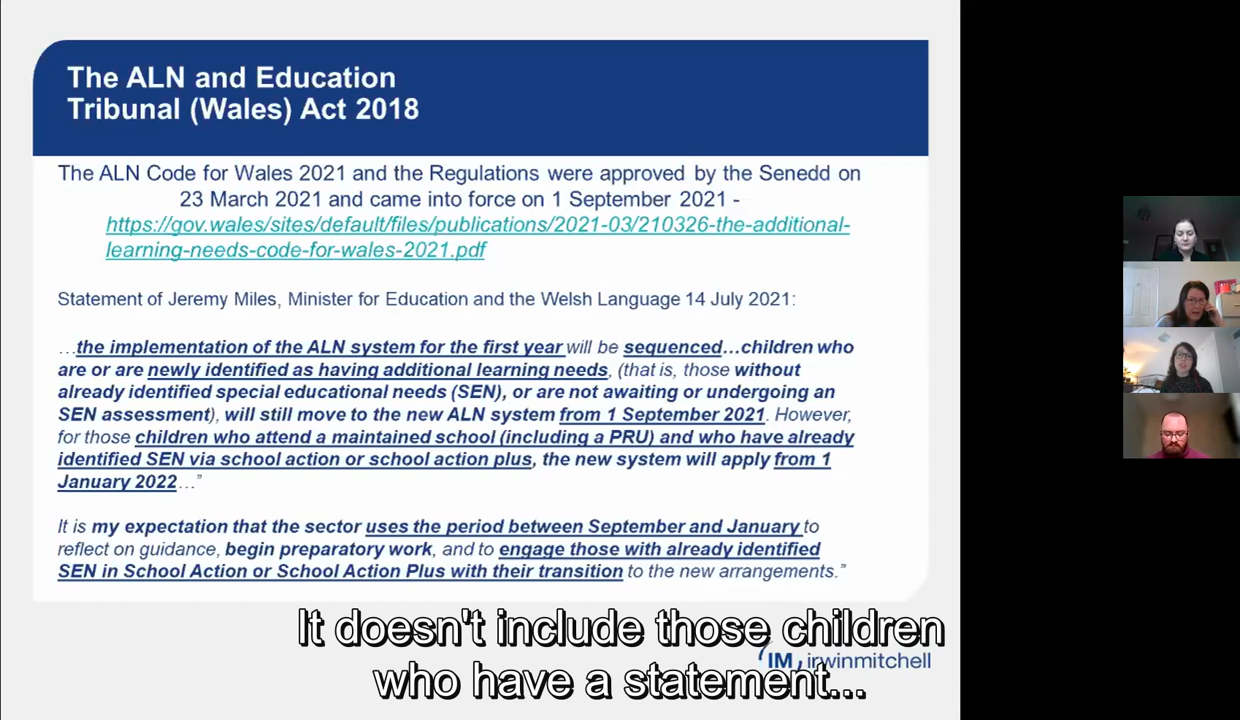 The ALN and Education
Tribunal (Wales) Act 2018
The ALN Code for Wales 2021 and the Regulations were approved by the Senedd on
23 March 2021 and came into force on 1 September 2021 -
https://gov.wales/sites/default/files/publications/2021-03/210326-the-additional-
learning-needs-code-for-wales-2021.pdf
Statement of Jeremy Miles, Minister for Education and the Welsh Language 14 July 2021:
…the implementation of the ALN system for the first year will be sequenced…children who
are or are newly identified as having additional learning needs, (that is, those without
already identified special educational needs (SEN), or are not awaiting or undergoing an
SEN assessment), will still move to the new ALN system from 1 September 2021. However,
for those children who attend a maintained school (including a PRU) and who have already
identified SEN via school action or school action plus, the new system will apply from 1
January 2022…”
It is my expectation that the sector uses the period between September and January to
reflect on guidance, begin preparatory work, and to engage those with already identified
SEN in School Action or School Action Plus with their transition to the new arrangements.”
It doesn't include those children
who have a statement...
IM irwinmitchell